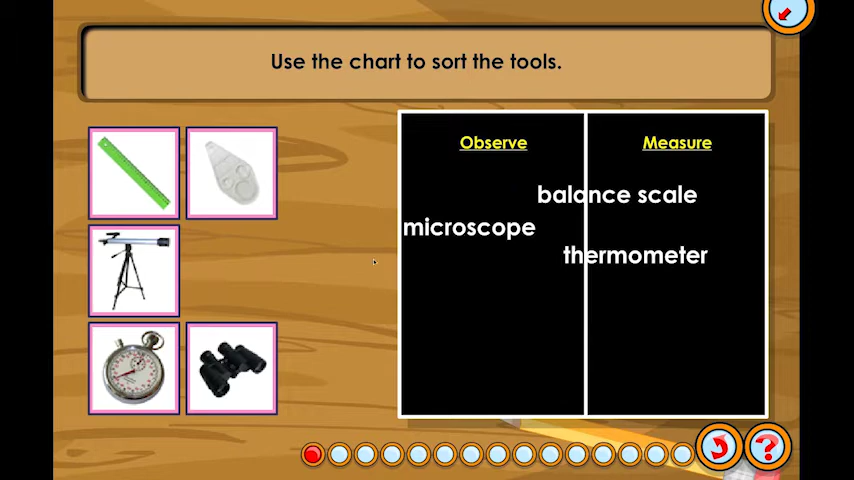 Use the chart to sort the tools.
Observe
Measure
balance scale
microscope
thermometer
?